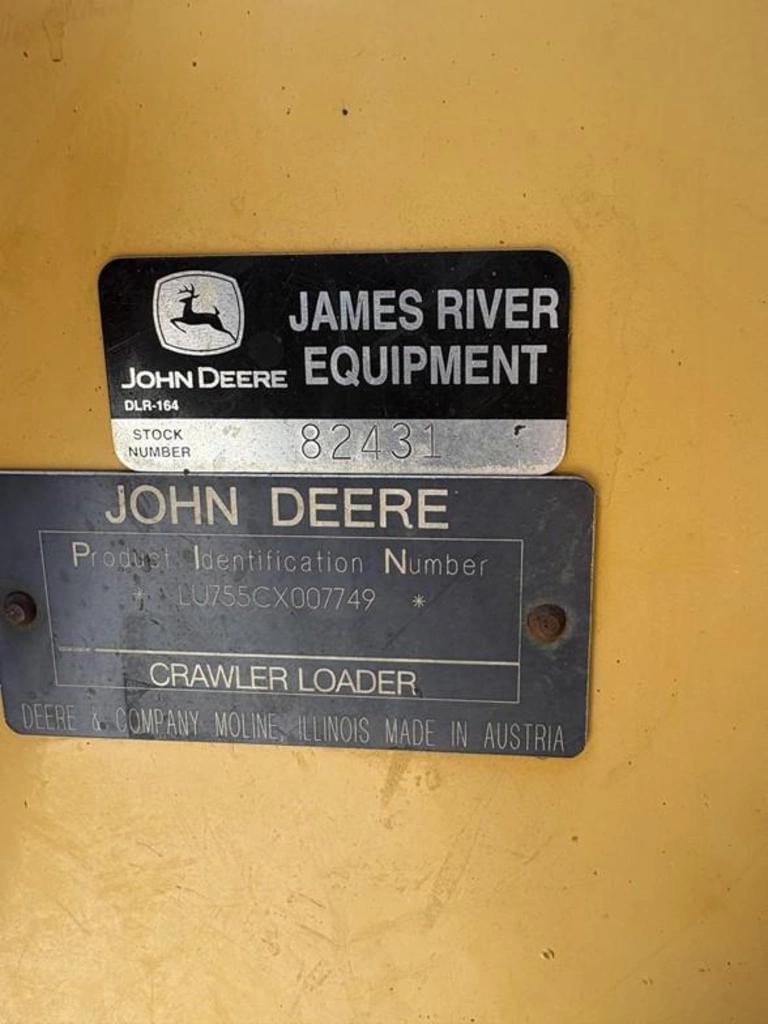 JAMES RIVER
EQUIPMENT
JOHN DEERE
DLR-164
STOCK
NUMBER
82431
JOHN DEERE
Product Identification Number
* LU755CX007749 *
CRAWLER LOADER
DEERE & COMPANY MOLINE, ILLINOIS MADE IN AUSTRIA